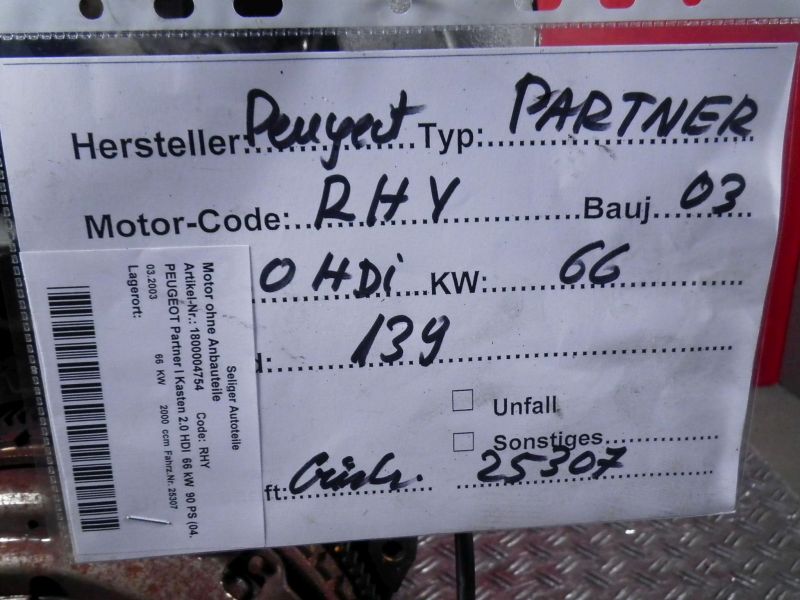 Hersteller: Peugeot Typ: PARTNER
Motor-Code: RHY Bauj 03
0 HDi KW: 66
: 139
Unfall
Sonstiges
ft: 25307
Seliger Autoteile
Motor ohne Anbauteile
Artikel-Nr.: 1800004754 Code: RHY
PEUGEOT Partner I Kasten 2.0 HDI 66 kW 90 PS (04.
03.2003 66 KW 2000 ccm Fahrz.Nr. 25307
Lagerort: